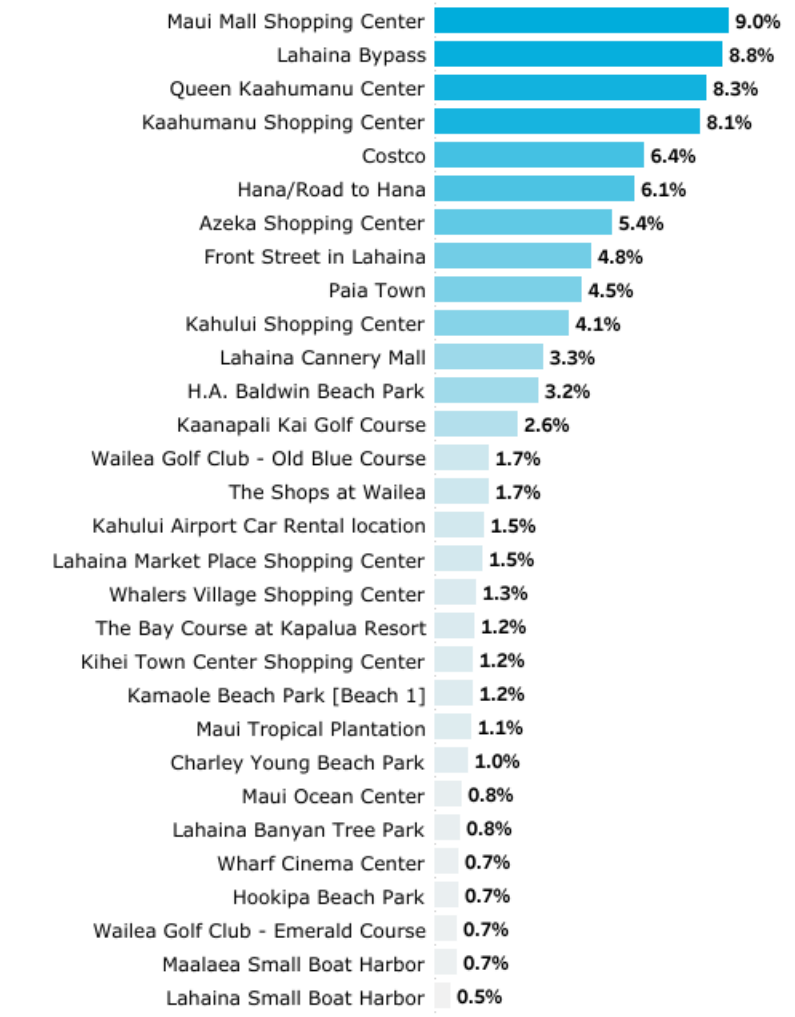 Maui Mall Shopping Center 9.0%
Lahaina Bypass 8.8%
Queen Kaahumanu Center 8.3%
Kaahumanu Shopping Center 8.1%
Costco 6.4%
Hana/Road to Hana 6.1%
Azeka Shopping Center 5.4%
Front Street in Lahaina 4.8%
Paia Town 4.5%
Kahului Shopping Center 4.1%
Lahaina Cannery Mall 3.3%
H.A. Baldwin Beach Park 3.2%
Kaanapali Kai Golf Course 2.6%
Wailea Golf Club - Old Blue Course 1.7%
The Shops at Wailea 1.7%
Kahului Airport Car Rental location 1.5%
Lahaina Market Place Shopping Center 1.5%
Whalers Village Shopping Center 1.3%
The Bay Course at Kapalua Resort 1.2%
Kihei Town Center Shopping Center 1.2%
Kamaole Beach Park [Beach 1] 1.2%
Maui Tropical Plantation 1.1%
Charley Young Beach Park 1.0%
Maui Ocean Center 0.8%
Lahaina Banyan Tree Park 0.8%
Wharf Cinema Center 0.7%
Hookipa Beach Park 0.7%
Wailea Golf Club - Emerald Course 0.7%
Maalaea Small Boat Harbor 0.7%
Lahaina Small Boat Harbor 0.5%